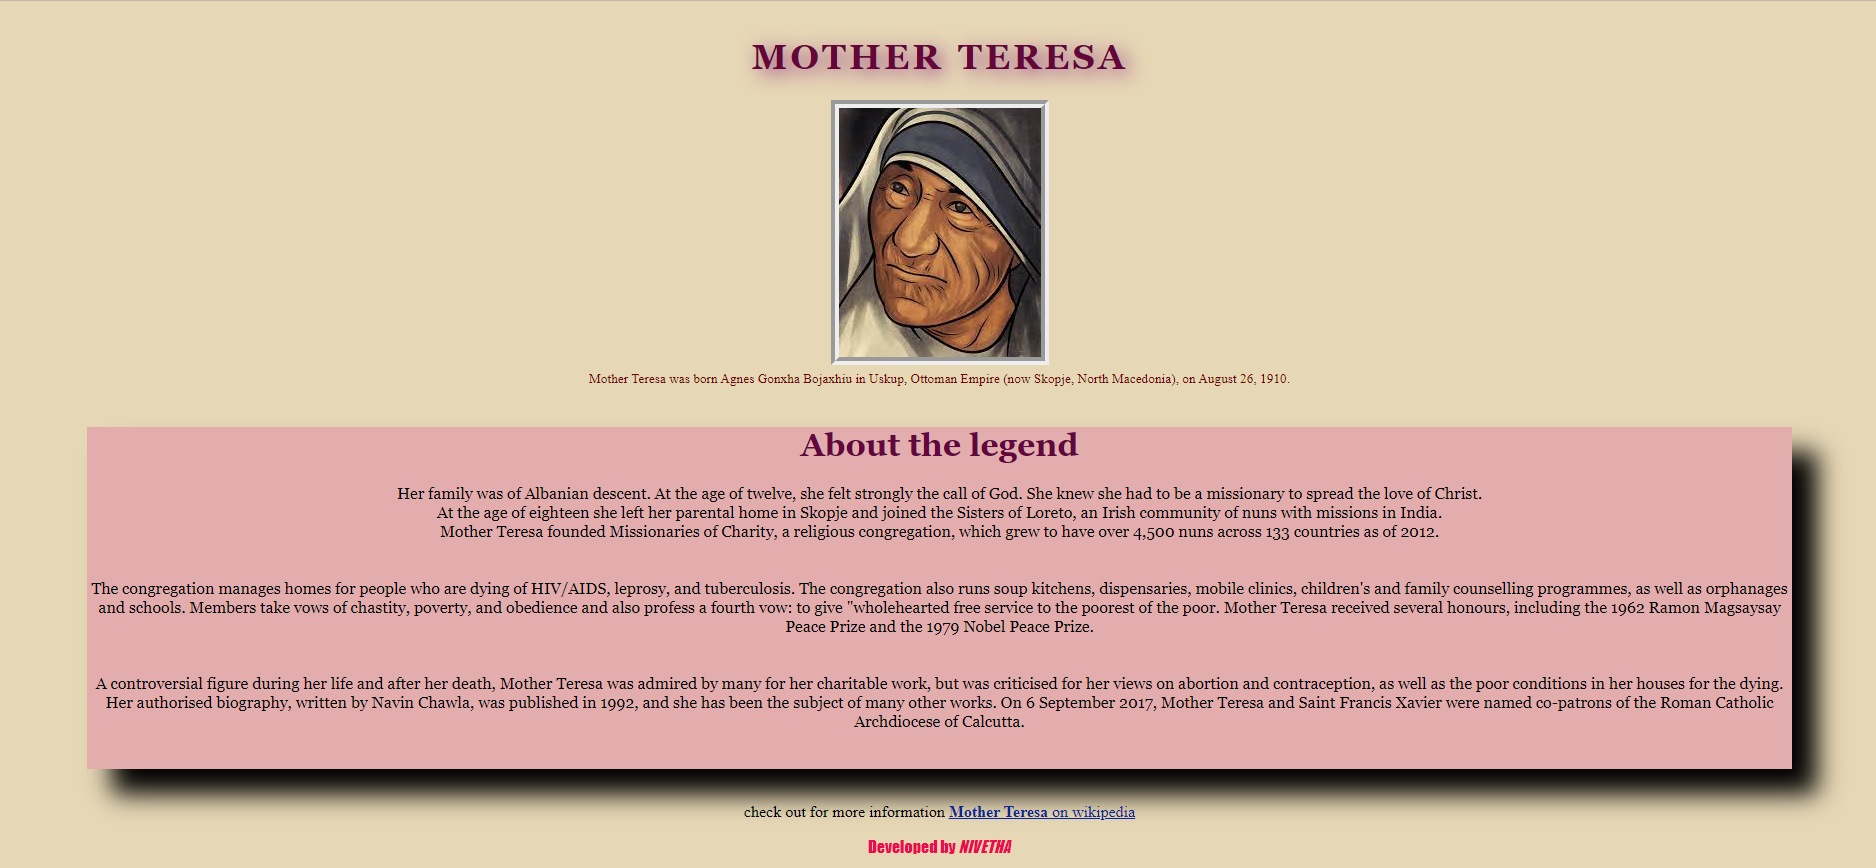 MOTHER TERESA
Mother Teresa was born Agnes Gonxha Bojaxhiu in Uskup, Ottoman Empire (now Skopje, North Macedonia), on August 26, 1910.
About the legend
Her family was of Albanian descent. At the age of twelve, she felt strongly the call of God. She knew she had to be a missionary to spread the love of Christ.
At the age of eighteen she left her parental home in Skopje and joined the Sisters of Loreto, an Irish community of nuns with missions in India.
Mother Teresa founded Missionaries of Charity, a religious congregation, which grew to have over 4,500 nuns across 133 countries as of 2012.
The congregation manages homes for people who are dying of HIV/AIDS, leprosy, and tuberculosis. The congregation also runs soup kitchens, dispensaries, mobile clinics, children's and family counselling programmes, as well as orphanages
and schools. Members take vows of chastity, poverty, and obedience and also profess a fourth vow: to give "wholehearted free service to the poorest of the poor. Mother Teresa received several honours, including the 1962 Ramon Magsaysay
Peace Prize and the 1979 Nobel Peace Prize.
A controversial figure during her life and after her death, Mother Teresa was admired by many for her charitable work, but was criticised for her views on abortion and contraception, as well as the poor conditions in her houses for the dying.
Her authorised biography, written by Navin Chawla, was published in 1992, and she has been the subject of many other works. On 6 September 2017, Mother Teresa and Saint Francis Xavier were named co-patrons of the Roman Catholic
Archdiocese of Calcutta.
check out for more information Mother Teresa on wikipedia
Developed by NIVETHA